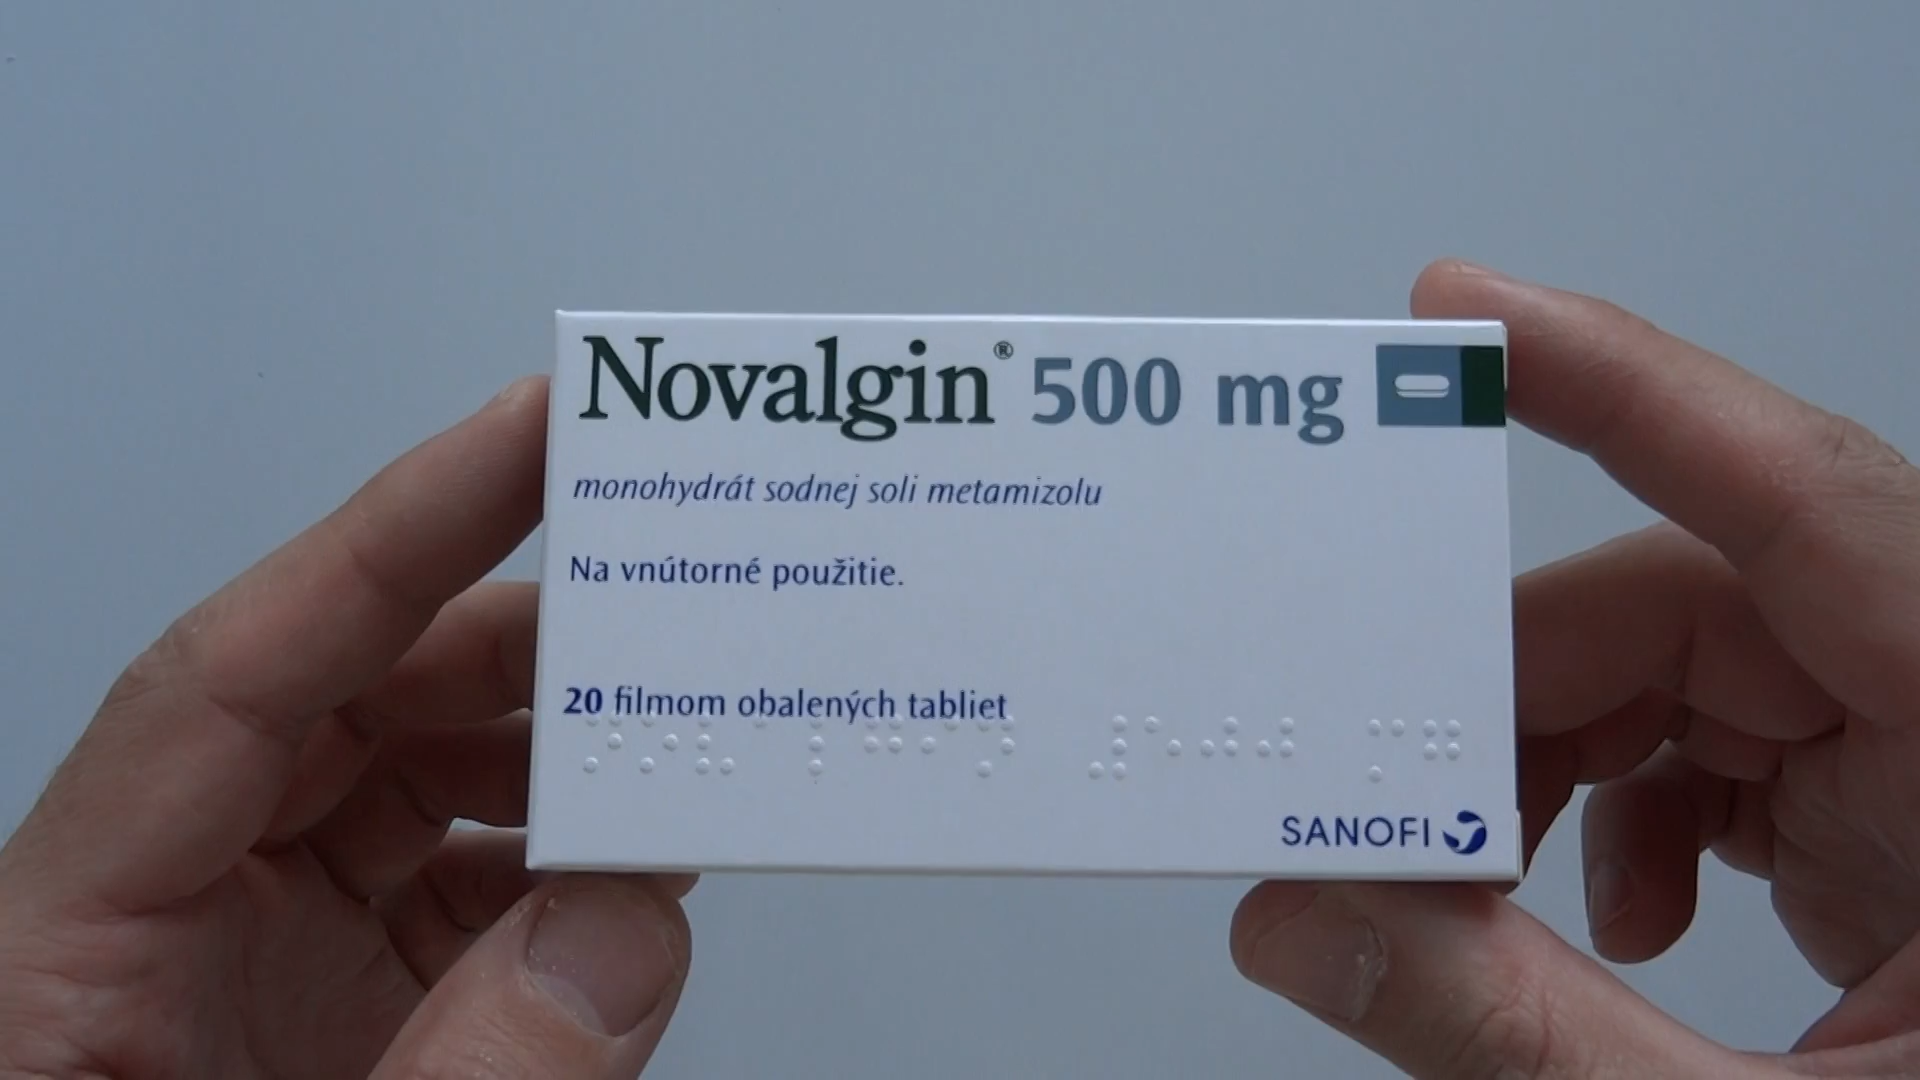 Novalgin® 500 mg
monohydrát sodnej soli metamizolu
Na vnútorné použitie.
20 filmom obalených tabliet
SANOFI